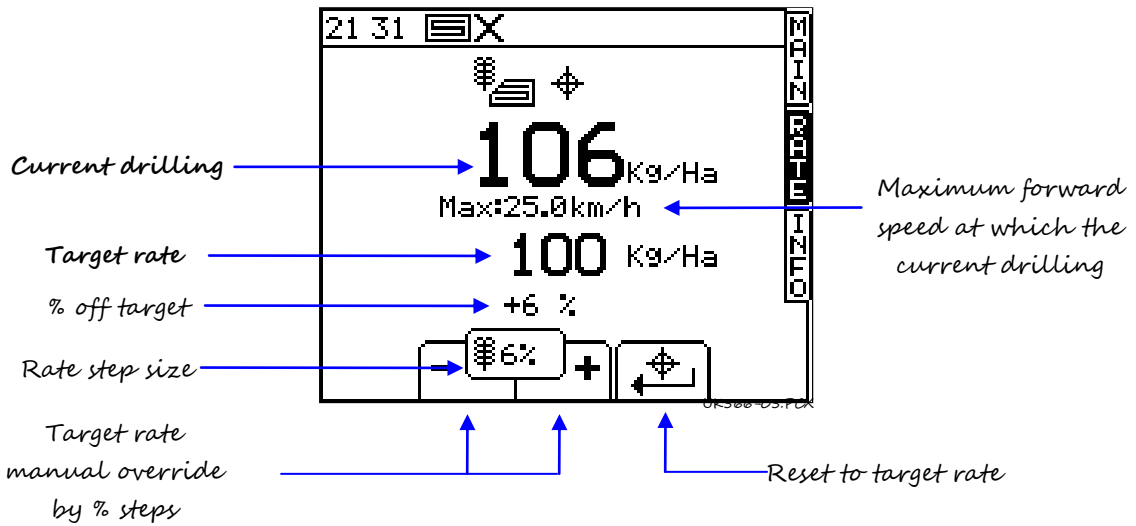 21 31
MAIN
RATE
INFO
Current drilling
106 Kg/Ha
Max:25.0km/h
Maximum forward
speed at which the
current drilling
Target rate
100 Kg/Ha
% off target
+6 %
Rate step size
- 6% +
Target rate
manual override
by % steps
Reset to target rate